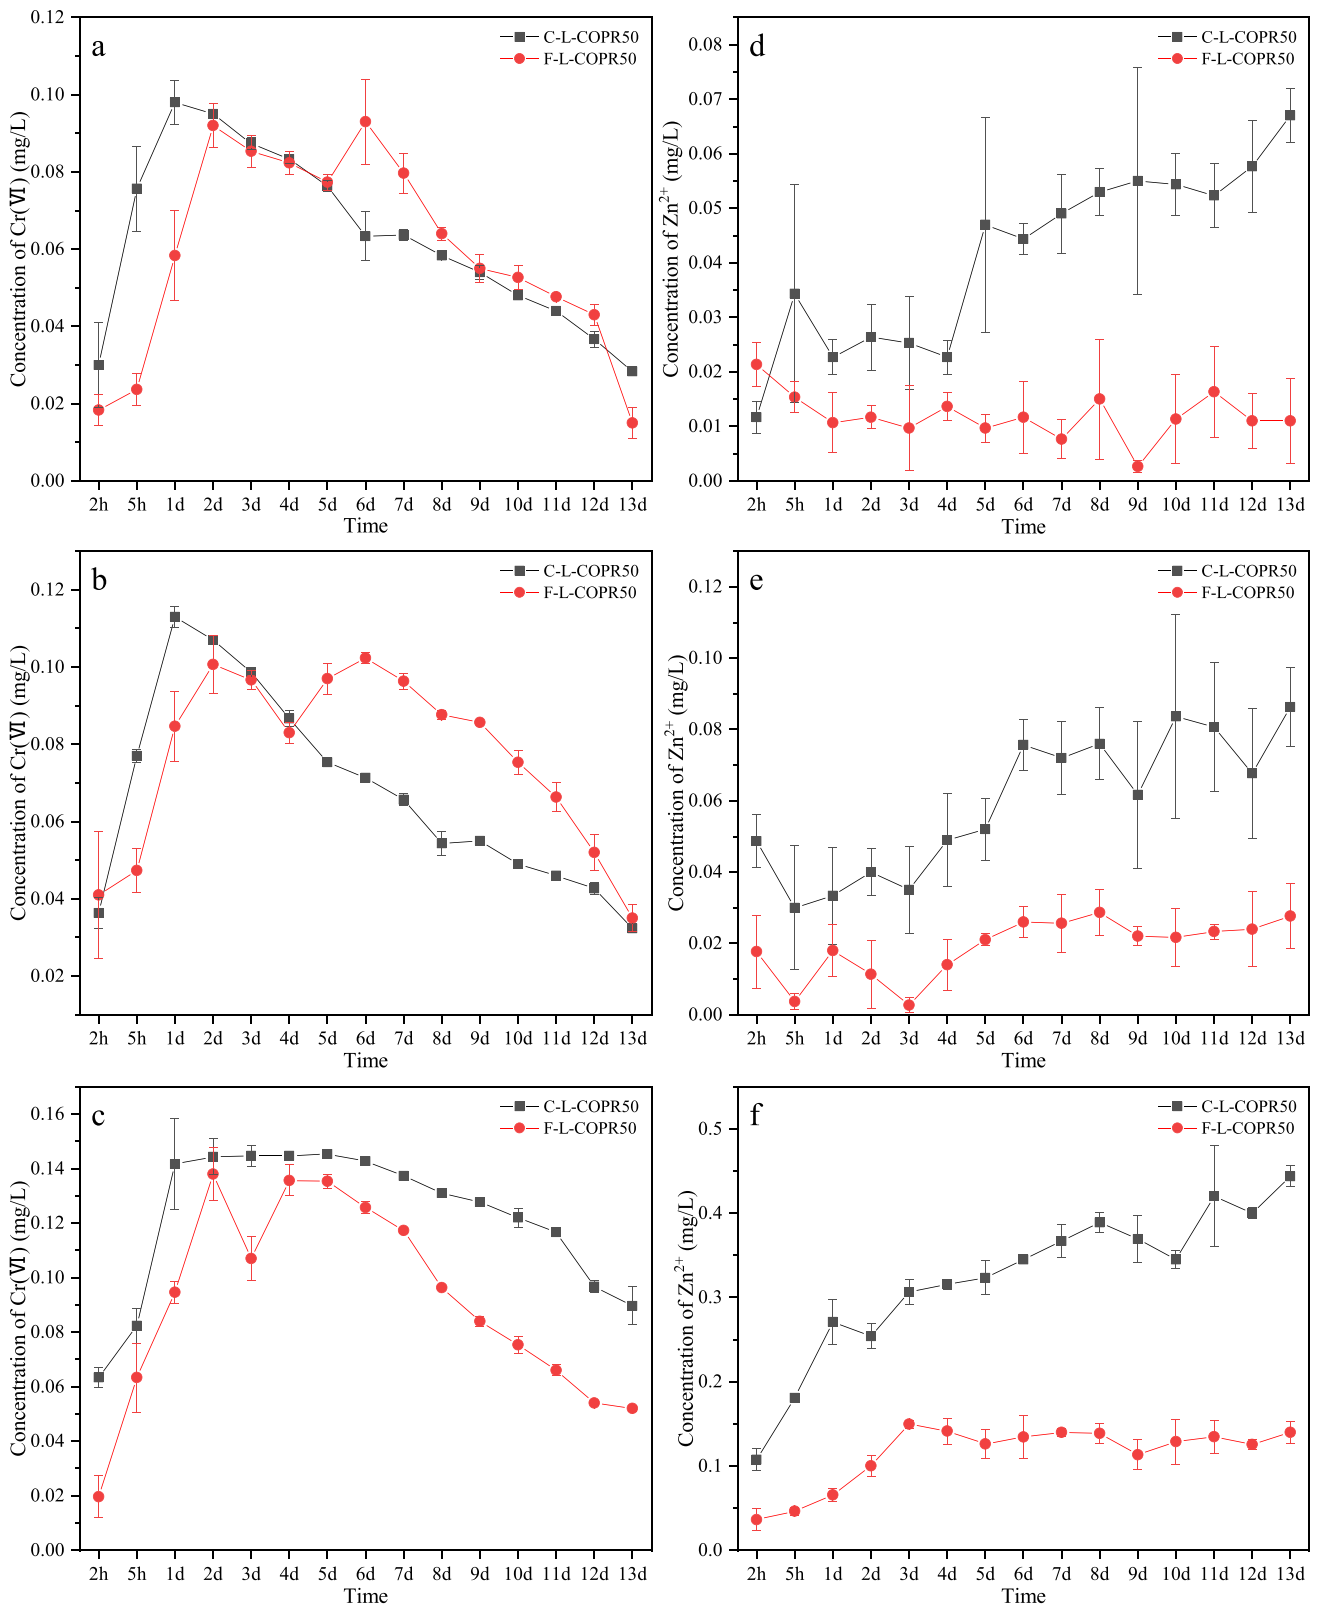 a
C-L-COPR50
F-L-COPR50
Concentration of Cr(Ⅵ) (mg/L)
0.12
0.10
0.08
0.06
0.04
0.02
0.00
2h 5h 1d 2d 3d 4d 5d 6d 7d 8d 9d 10d 11d 12d 13d
Time
d
C-L-COPR50
F-L-COPR50
Concentration of Zn²⁺ (mg/L)
0.08
0.07
0.06
0.05
0.04
0.03
0.02
0.01
0.00
2h 5h 1d 2d 3d 4d 5d 6d 7d 8d 9d 10d 11d 12d 13d
Time
b
C-L-COPR50
F-L-COPR50
Concentration of Cr(Ⅵ) (mg/L)
0.12
0.10
0.08
0.06
0.04
0.02
2h 5h 1d 2d 3d 4d 5d 6d 7d 8d 9d 10d 11d 12d 13d
Time
e
C-L-COPR50
F-L-COPR50
Concentration of Zn²⁺ (mg/L)
0.12
0.10
0.08
0.06
0.04
0.02
0.00
2h 5h 1d 2d 3d 4d 5d 6d 7d 8d 9d 10d 11d 12d 13d
Time
c
C-L-COPR50
F-L-COPR50
Concentration of Cr(Ⅵ) (mg/L)
0.16
0.14
0.12
0.10
0.08
0.06
0.04
0.02
0.00
2h 5h 1d 2d 3d 4d 5d 6d 7d 8d 9d 10d 11d 12d 13d
Time
f
C-L-COPR50
F-L-COPR50
Concentration of Zn²⁺ (mg/L)
0.5
0.4
0.3
0.2
0.1
0.0
2h 5h 1d 2d 3d 4d 5d 6d 7d 8d 9d 10d 11d 12d 13d
Time